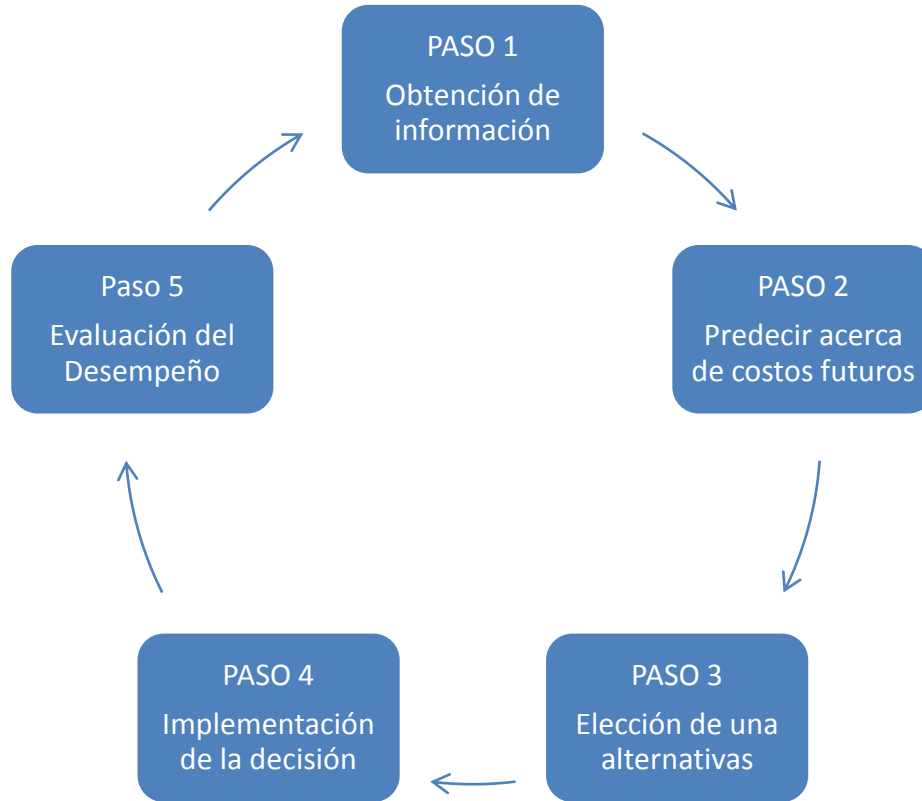 PASO 1
Obtención de
información
PASO 2
Predecir acerca
de costos futuros
PASO 3
Elección de una
alternativas
PASO 4
Implementación
de la decisión
Paso 5
Evaluación del
Desempeño